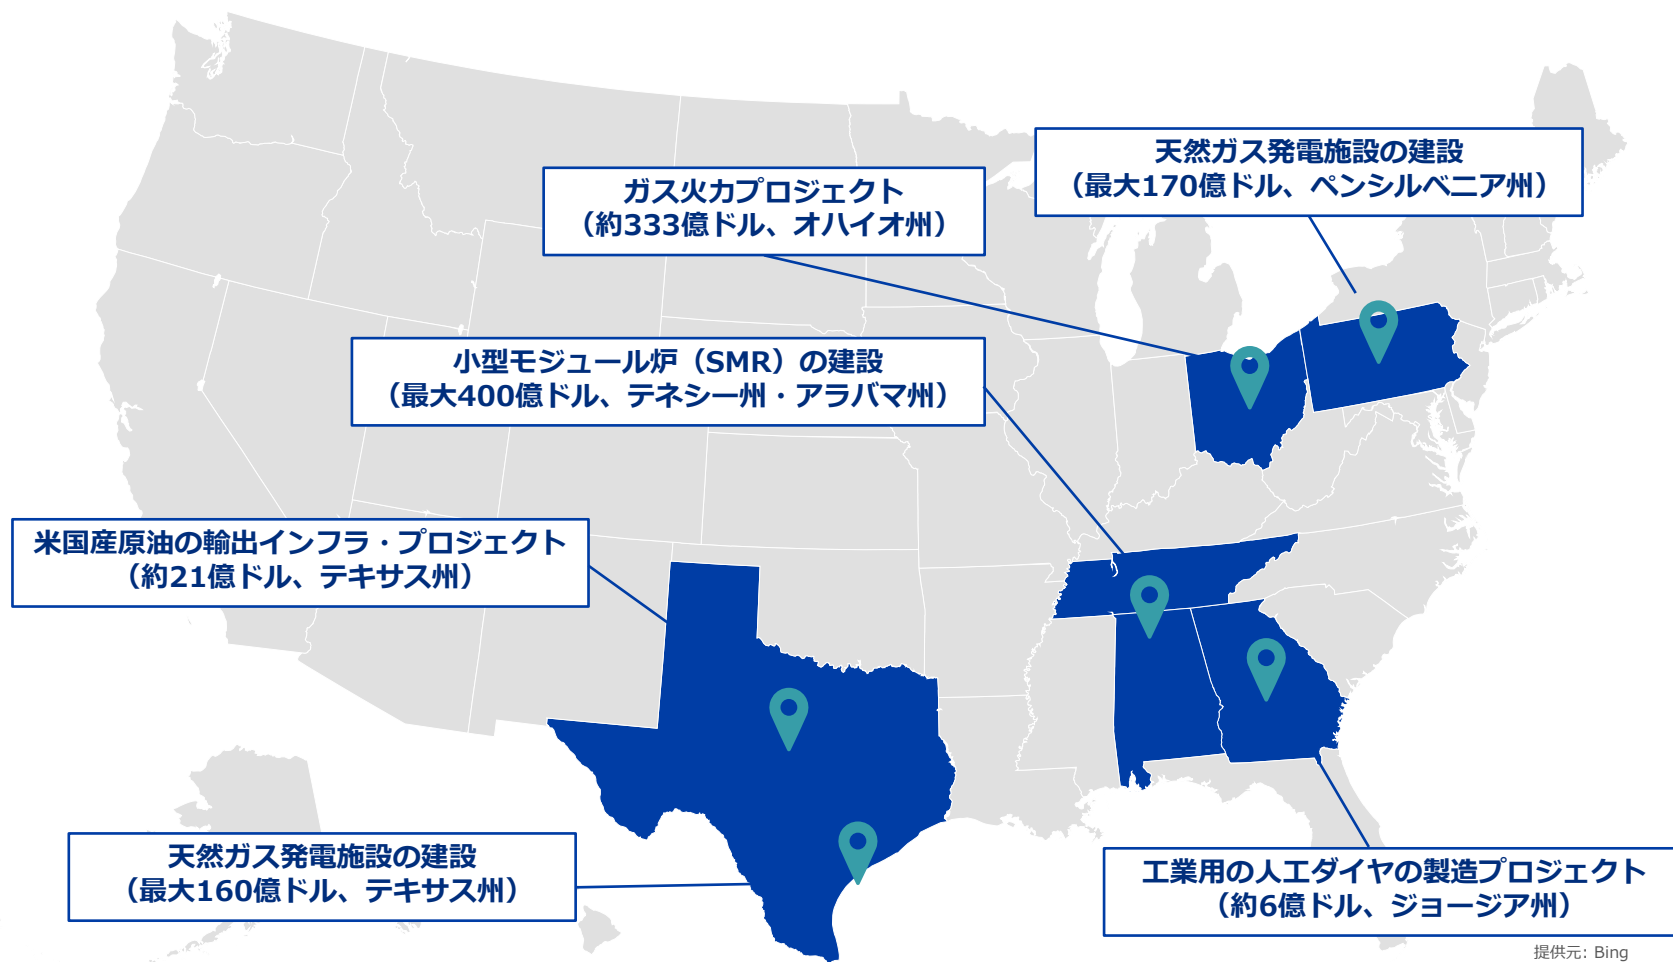 天然ガス発電施設の建設
（最大170億ドル、ペンシルベニア州）
ガス火力プロジェクト
（約333億ドル、オハイオ州）
小型モジュール炉（SMR）の建設
（最大400億ドル、テネシー州・アラバマ州）
米国産原油の輸出インフラ・プロジェクト
（約21億ドル、テキサス州）
天然ガス発電施設の建設
（最大160億ドル、テキサス州）
工業用の人工ダイヤの製造プロジェクト
（約6億ドル、ジョージア州）
提供元: Bing